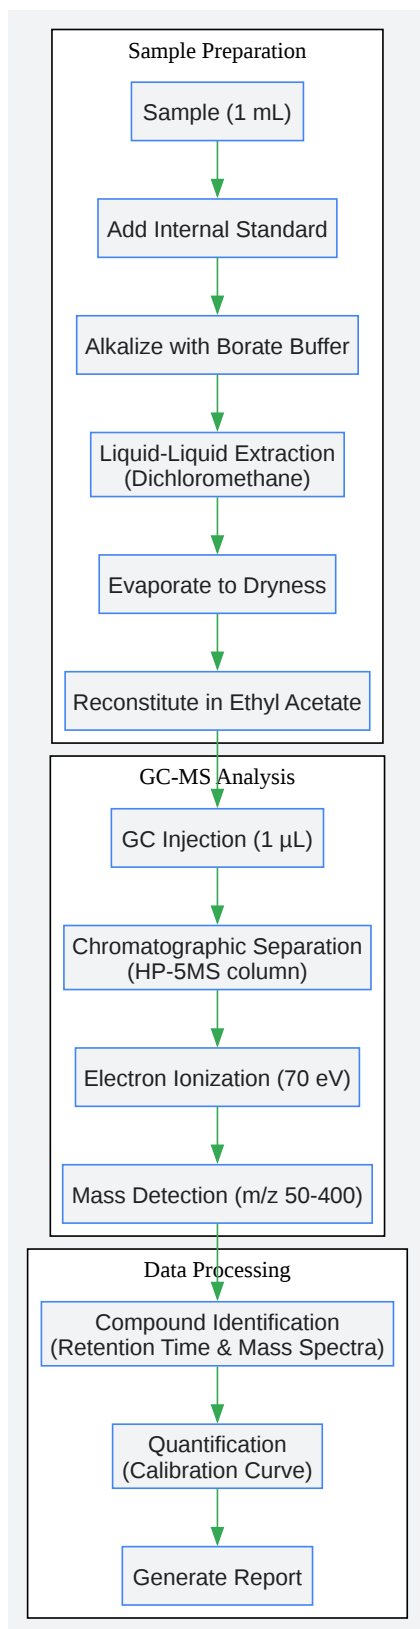 Sample Preparation
Sample (1 mL)
Add Internal Standard
Alkalize with Borate Buffer
Liquid-Liquid Extraction
(Dichloromethane)
Evaporate to Dryness
Reconstitute in Ethyl Acetate
GC-MS Analysis
GC Injection (1 µL)
Chromatographic Separation
(HP-5MS column)
Electron Ionization (70 eV)
Mass Detection (m/z 50-400)
Data Processing
Compound Identification
(Retention Time & Mass Spectra)
Quantification
(Calibration Curve)
Generate Report